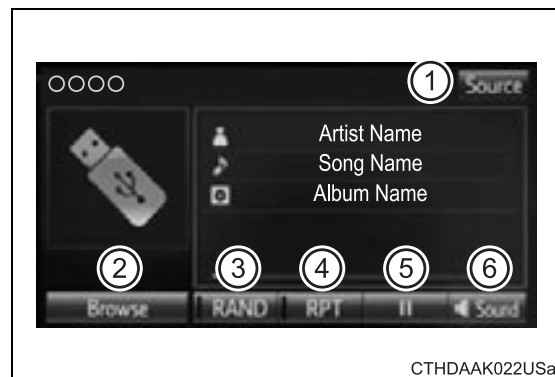 ○○○○ 1 Source
Artist Name
Song Name
Album Name
2 3 4 5 6
Browse RAND RPT II Sound
CTHDAAK022USa